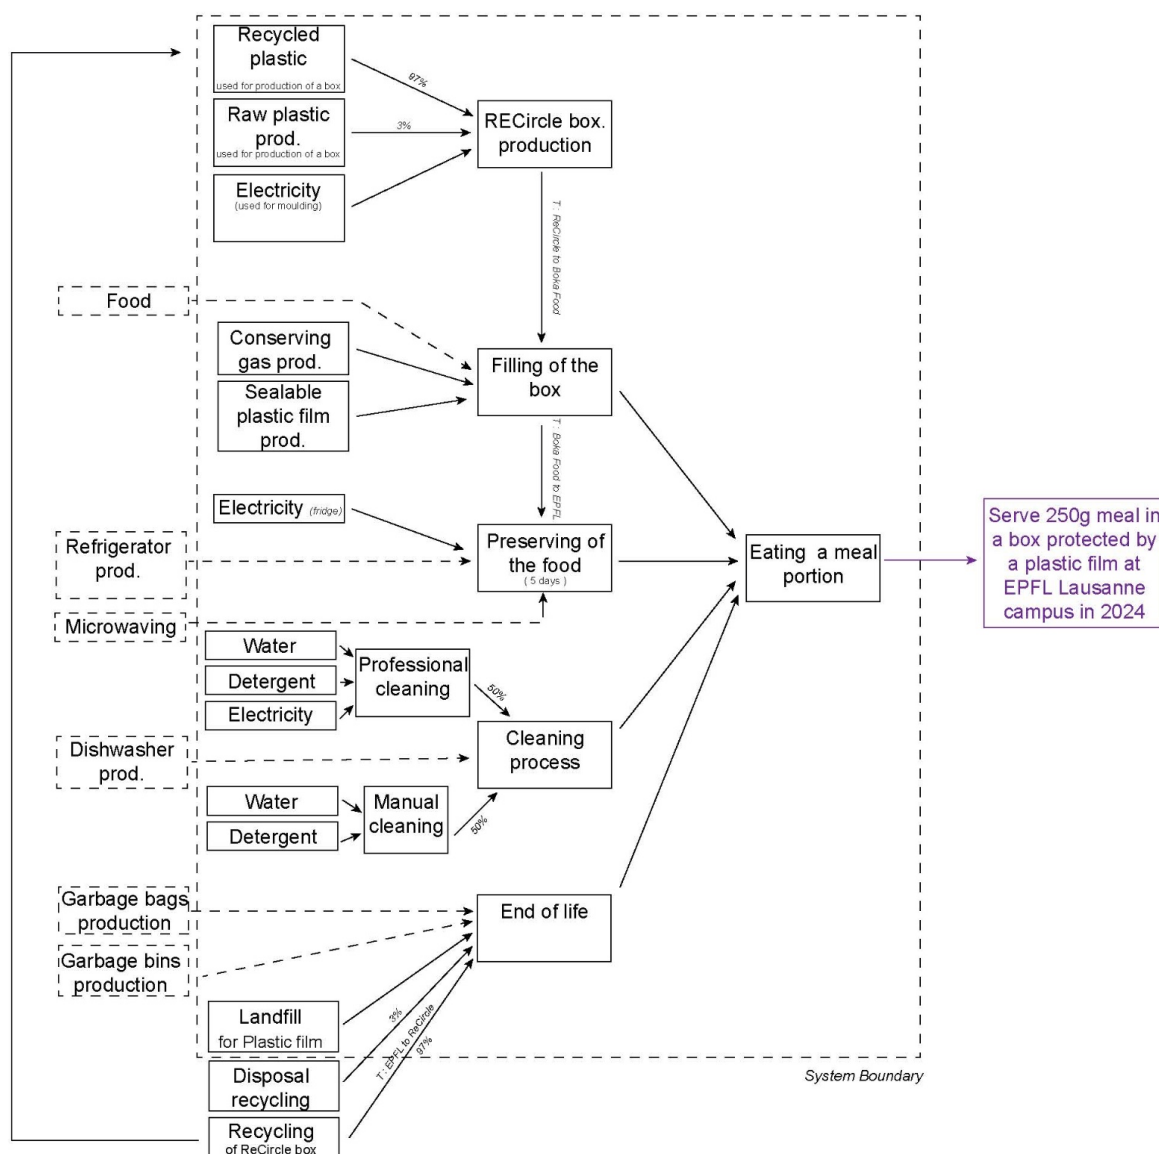 Recycled
plastic
used for production of a box
97%
Raw plastic
prod.
used for production of a box
3%
RECircle box.
production
Electricity
(used for moulding)
T : ReCircle to Boka Food
Food
Conserving
gas prod.
Filling of the
box
Sealable
plastic film
prod.
T : Boka Food to EPFL
Electricity (fridge)
Refrigerator
prod.
Preserving of
the food
( 5 days )
Eating a meal
portion
Serve 250g meal in
a box protected by
a plastic film at
EPFL Lausanne
campus in 2024
Microwaving
Water
Detergent
Electricity
Professional
cleaning
50%
Dishwasher
prod.
Cleaning
process
Water
Detergent
Manual
cleaning
50%
Garbage bags
production
End of life
Garbage bins
production
Landfill
for Plastic film
3%
T : EPFL to ReCircle
97%
Disposal
recycling
System Boundary
Recycling
of ReCircle box